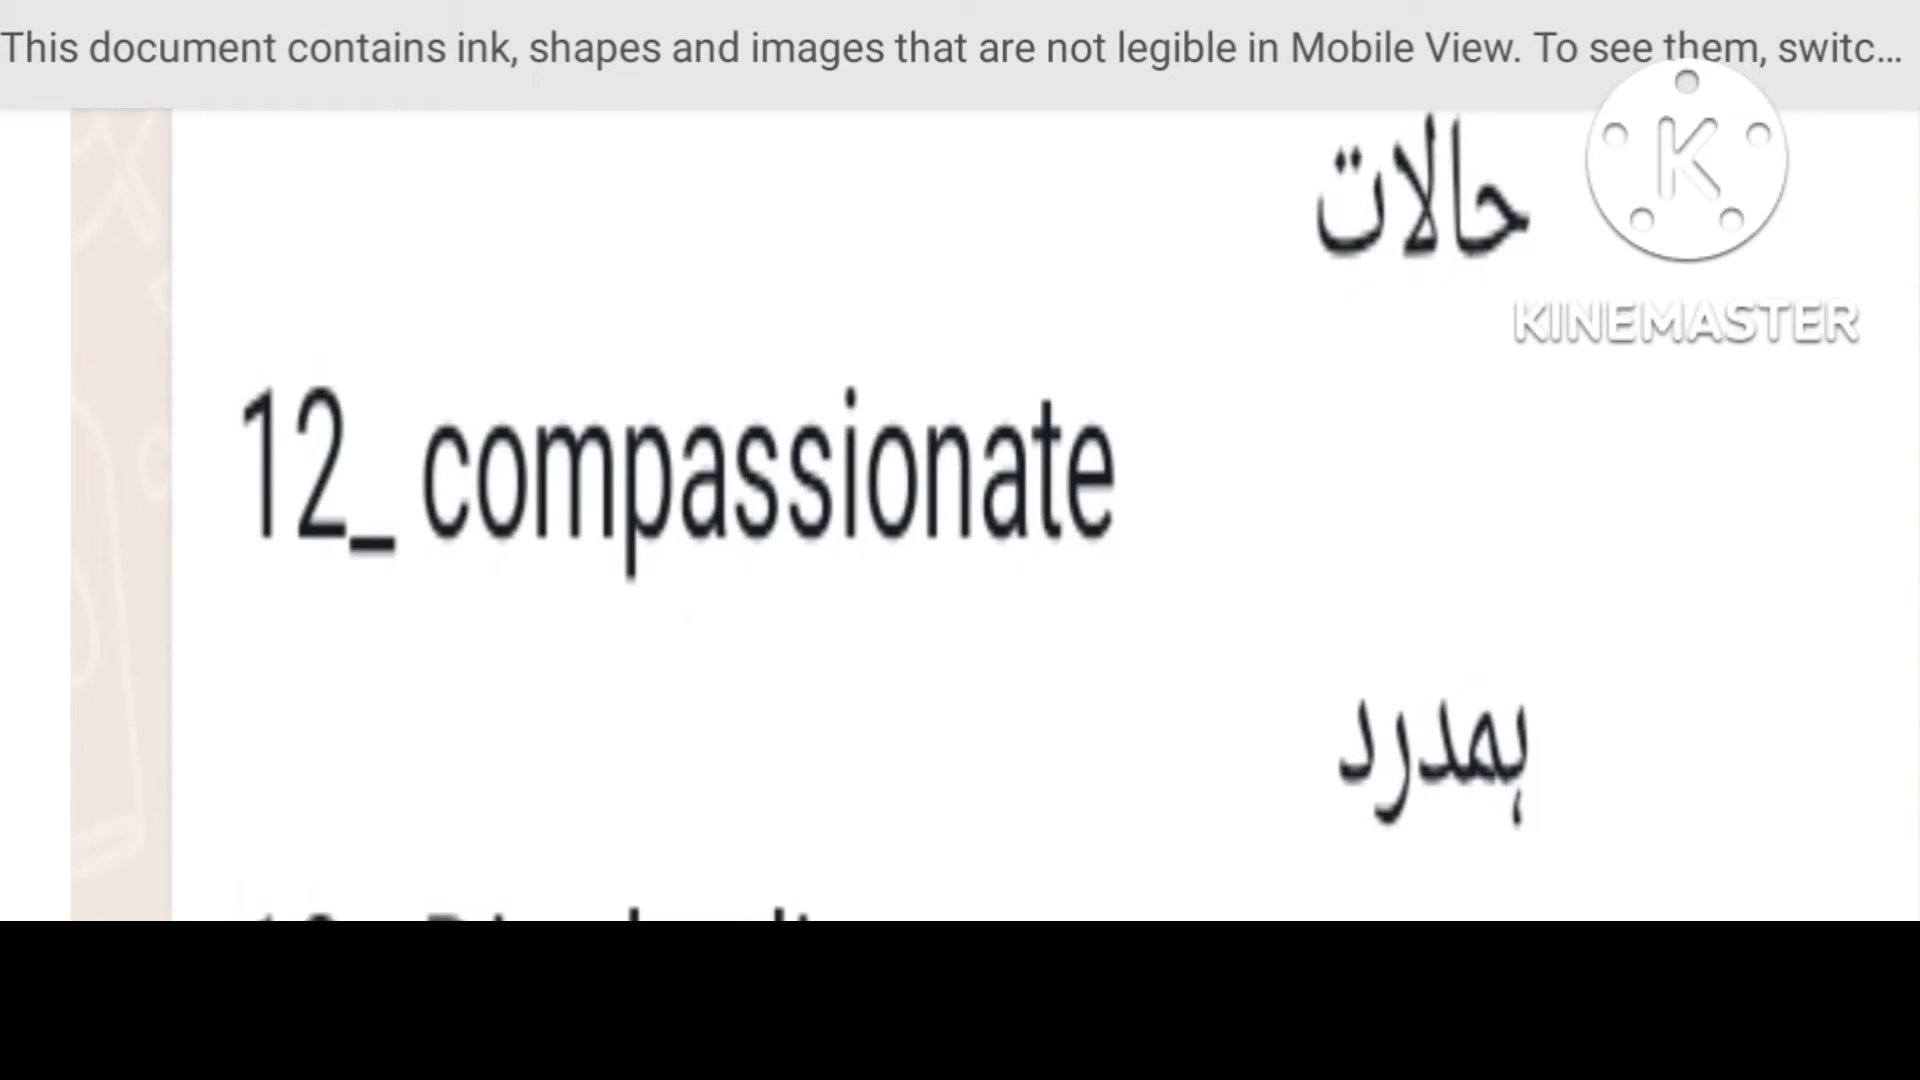 This document contains ink, shapes and images that are not legible in Mobile View. To see them, switc...
حالات
K
KINEMASTER
12_ compassionate
ہمدرد